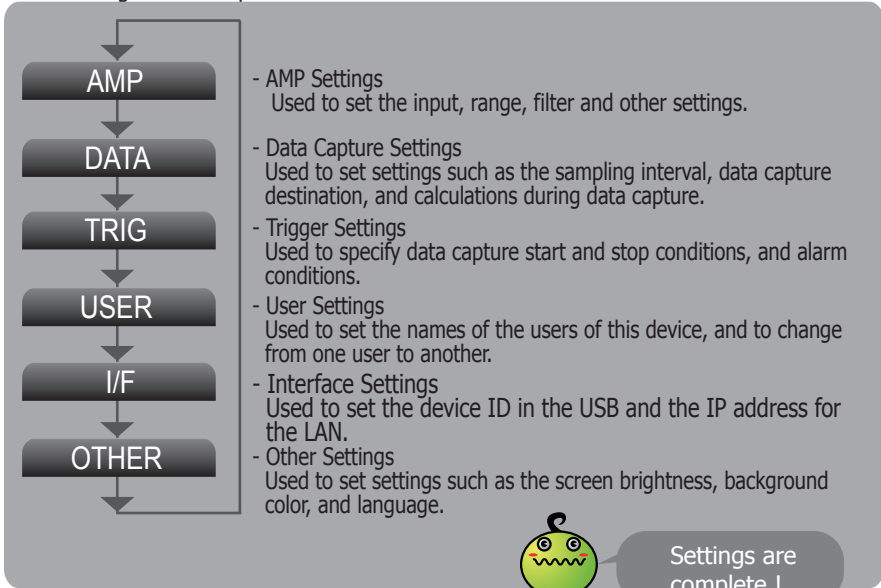 AMP
- AMP Settings
Used to set the input, range, filter and other settings.
DATA
- Data Capture Settings
Used to set settings such as the sampling interval, data capture
destination, and calculations during data capture.
TRIG
- Trigger Settings
Used to specify data capture start and stop conditions, and alarm
conditions.
USER
- User Settings
Used to set the names of the users of this device, and to change
from one user to another.
I/F
- Interface Settings
Used to set the device ID in the USB and the IP address for
the LAN.
OTHER
- Other Settings
Used to set settings such as the screen brightness, background
color, and language.
Settings are
complete !